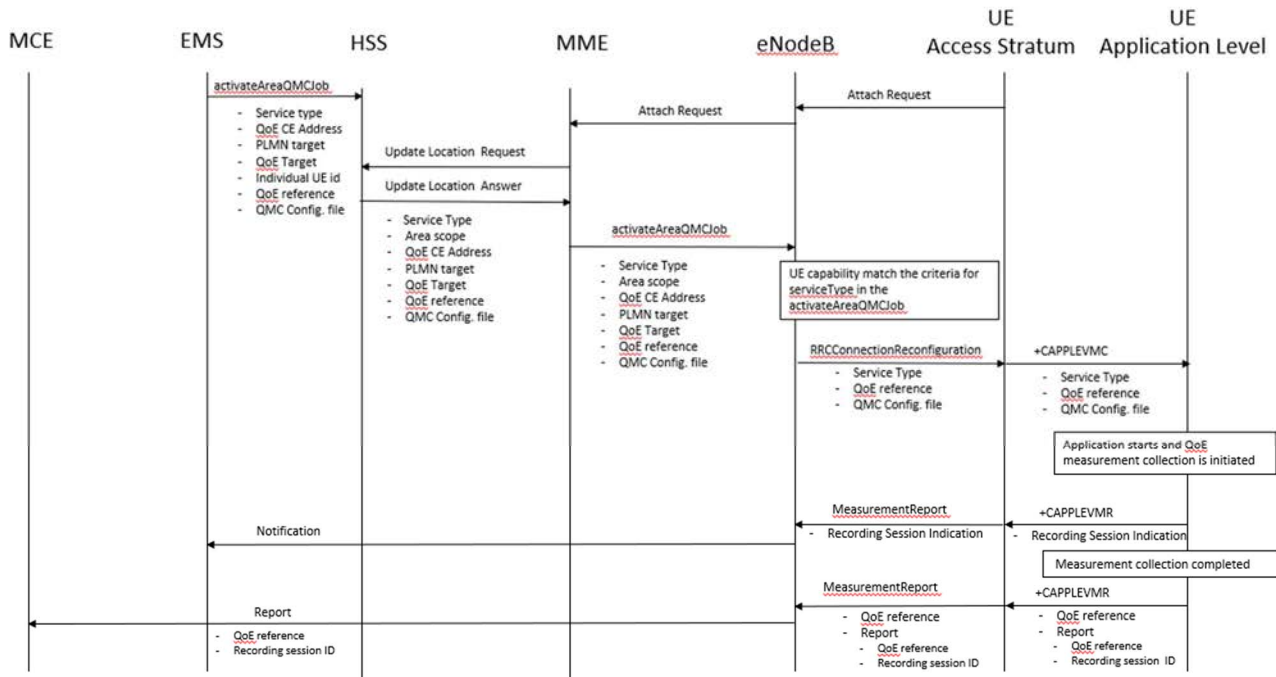 MCE
EMS
HSS
MME
eNodeB
UE
Access Stratum
UE
Application Level
activateAreaQMCJob
- Service type
- QoE CE Address
- PLMN target
- QoE Target
- Individual UE id
- QoE reference
- QMC Config. file
Attach Request
Attach Request
Update Location Request
Update Location Answer
- Service Type
- Area scope
- QoE CE Address
- PLMN target
- QoE Target
- QoE reference
- QMC Config. file
activateAreaQMCJob
- Service Type
- Area scope
- QoE CE Address
- PLMN target
- QoE Target
- QoE reference
- QMC Config. file
UE capability match the criteria for
serviceType in the
activateAreaQMCJob
RRCConnectionReconfiguration
- Service Type
- QoE reference
- QMC Config. file
+CAPPLEVMC
- Service Type
- QoE reference
- QMC Config. file
Application starts and QoE
measurement collection is initiated
+CAPPLEVMR
- Recording Session Indication
MeasurementReport
- Recording Session Indication
Notification
Measurement collection completed
+CAPPLEVMR
- QoE reference
- Report
- QoE reference
- Recording session ID
MeasurementReport
- QoE reference
- Report
- QoE reference
- Recording session ID
Report
- QoE reference
- Recording session ID